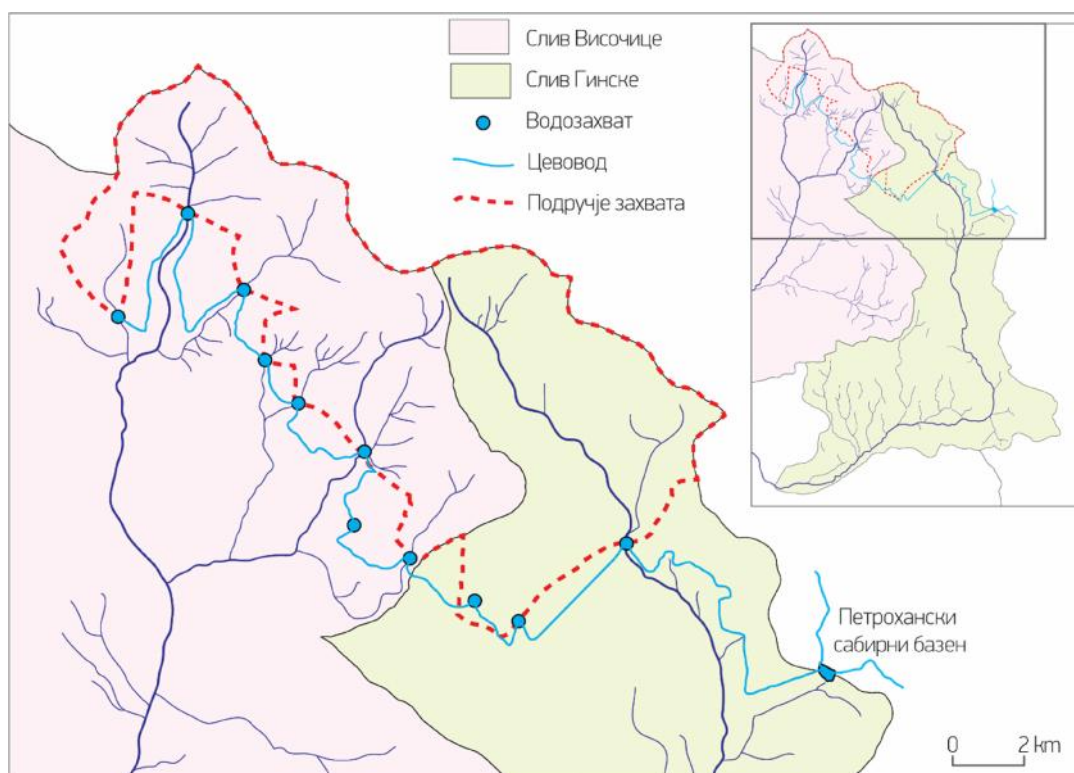 Слив Височице
Слив Гинске
Водозахват
Цевовод
Подручје захвата
Петрохански
сабирни базен
0 2 km